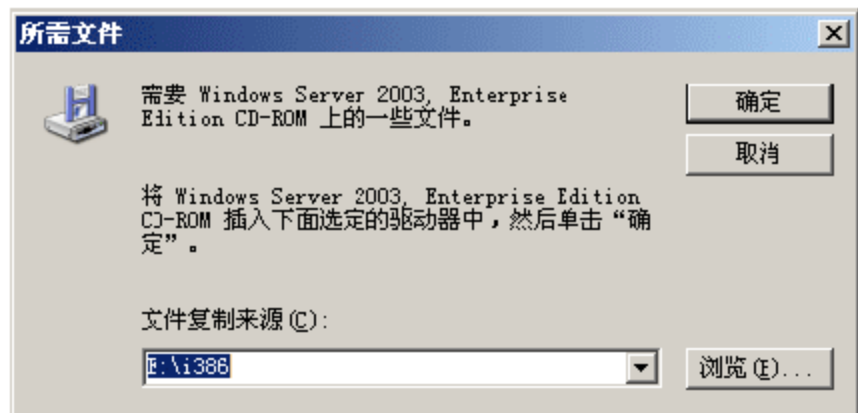 所需文件
需要 Windows Server 2003, Enterprise
Edition CD-ROM 上的一些文件。
确定
取消
将 Windows Server 2003, Enterprise Edition
CD-ROM 插入下面选定的驱动器中，然后单击“确
定”。
文件复制来源(C):
E:\i386
浏览(E)...